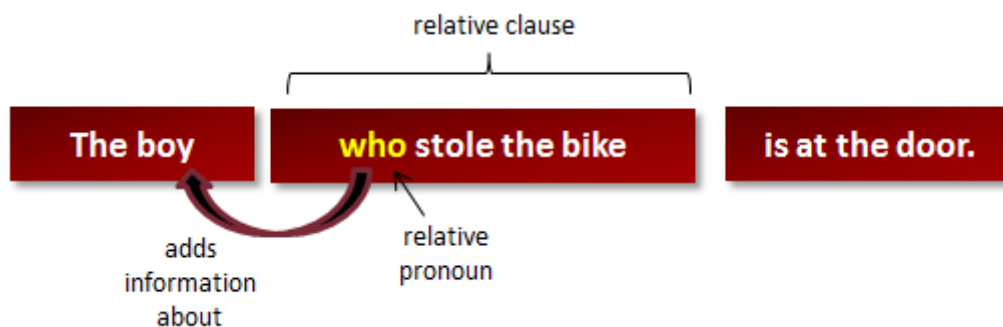 relative clause
The boy who stole the bike is at the door.
adds
information
about
relative
pronoun